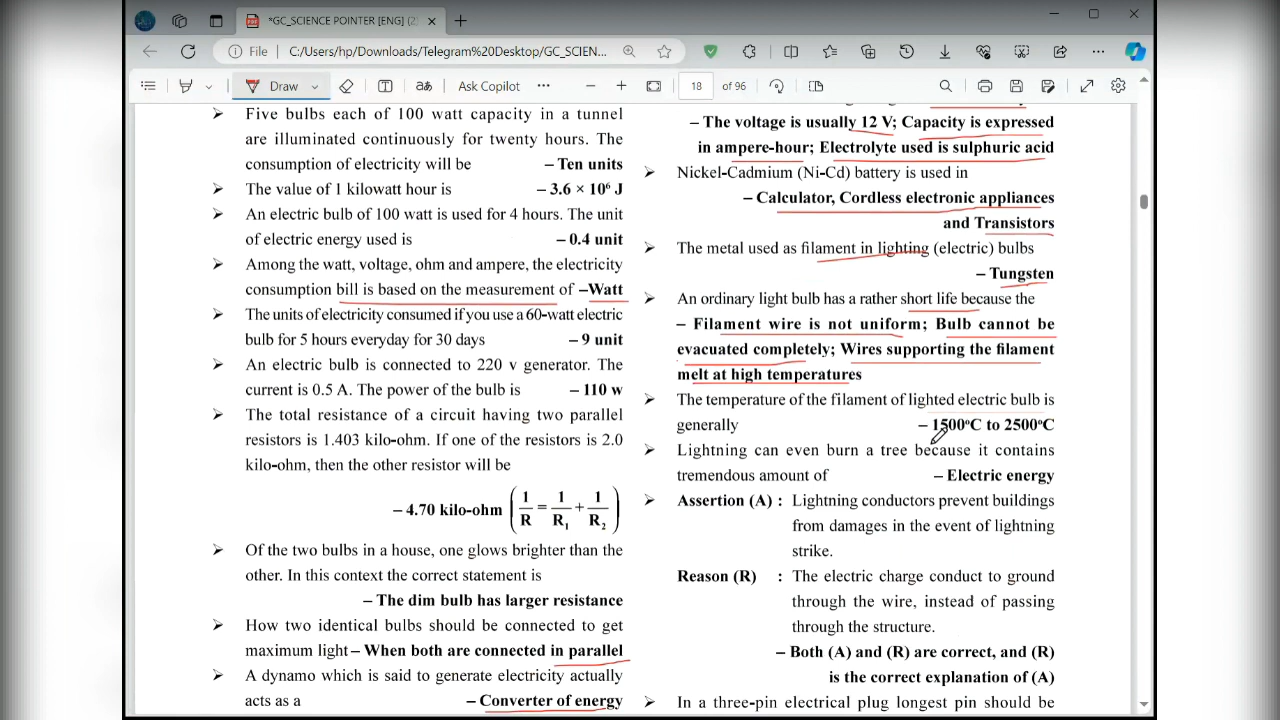 *GC_SCIENCE POINTER [ENG] (2
File
C:/Users/hp/Downloads/Telegram%20Desktop/GC_SCIEN...
Draw
Ask Copilot
18 of 96
Five bulbs each of 100 watt capacity in a tunnel
are illuminated continuously for twenty hours. The
consumption of electricity will be – Ten units
The value of 1 kilowatt hour is – 3.6 × 10⁶ J
An electric bulb of 100 watt is used for 4 hours. The unit
of electric energy used is – 0.4 unit
Among the watt, voltage, ohm and ampere, the electricity
consumption bill is based on the measurement of –Watt
The units of electricity consumed if you use a 60-watt electric
bulb for 5 hours everyday for 30 days – 9 unit
An electric bulb is connected to 220 v generator. The
current is 0.5 A. The power of the bulb is – 110 w
The total resistance of a circuit having two parallel
resistors is 1.403 kilo-ohm. If one of the resistors is 2.0
kilo-ohm, then the other resistor will be
– 4.70 kilo-ohm (1/R = 1/R₁ + 1/R₂)
Of the two bulbs in a house, one glows brighter than the
other. In this context the correct statement is
– The dim bulb has larger resistance
How two identical bulbs should be connected to get
maximum light – When both are connected in parallel
A dynamo which is said to generate electricity actually
acts as a – Converter of energy
– The voltage is usually 12 V; Capacity is expressed
in ampere-hour; Electrolyte used is sulphuric acid
Nickel-Cadmium (Ni-Cd) battery is used in
– Calculator, Cordless electronic appliances
and Transistors
The metal used as filament in lighting (electric) bulbs
– Tungsten
An ordinary light bulb has a rather short life because the
– Filament wire is not uniform; Bulb cannot be
evacuated completely; Wires supporting the filament
melt at high temperatures
The temperature of the filament of lighted electric bulb is
generally – 1500°C to 2500°C
Lightning can even burn a tree because it contains
tremendous amount of – Electric energy
Assertion (A) : Lightning conductors prevent buildings
from damages in the event of lightning
strike.
Reason (R) : The electric charge conduct to ground
through the wire, instead of passing
through the structure.
– Both (A) and (R) are correct, and (R)
is the correct explanation of (A)
In a three-pin electrical plug longest pin should be